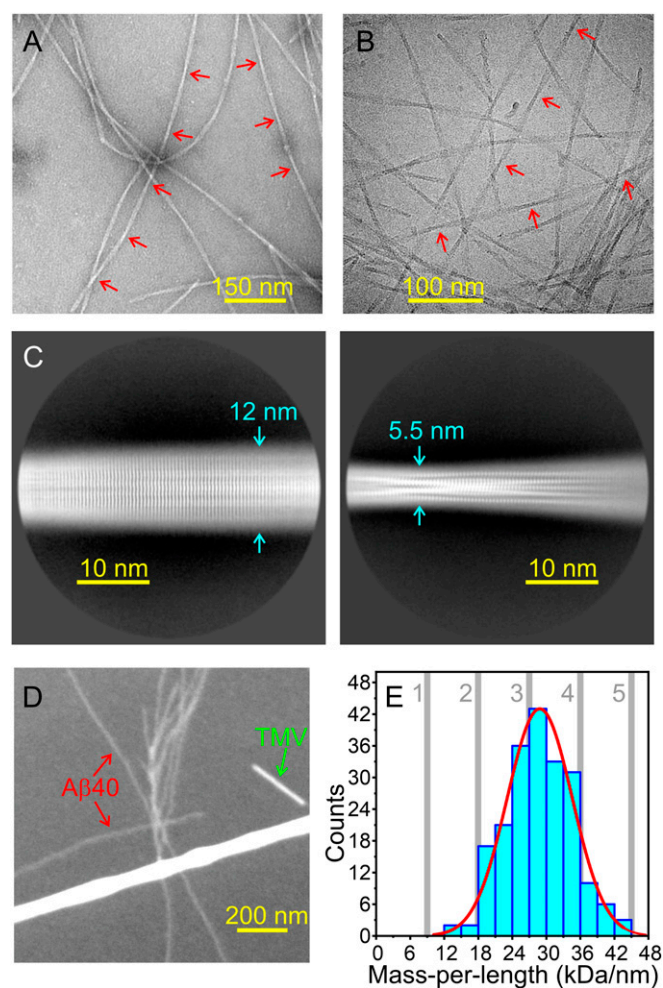 A
150 nm
B
100 nm
C
12 nm
10 nm
5.5 nm
10 nm
D
Aβ40
TMV
200 nm
E
1 2 3 4 5
48
42
36
30
24
18
12
6
0
Counts
0 6 12 18 24 30 36 42 48
Mass-per-length (kDa/nm)